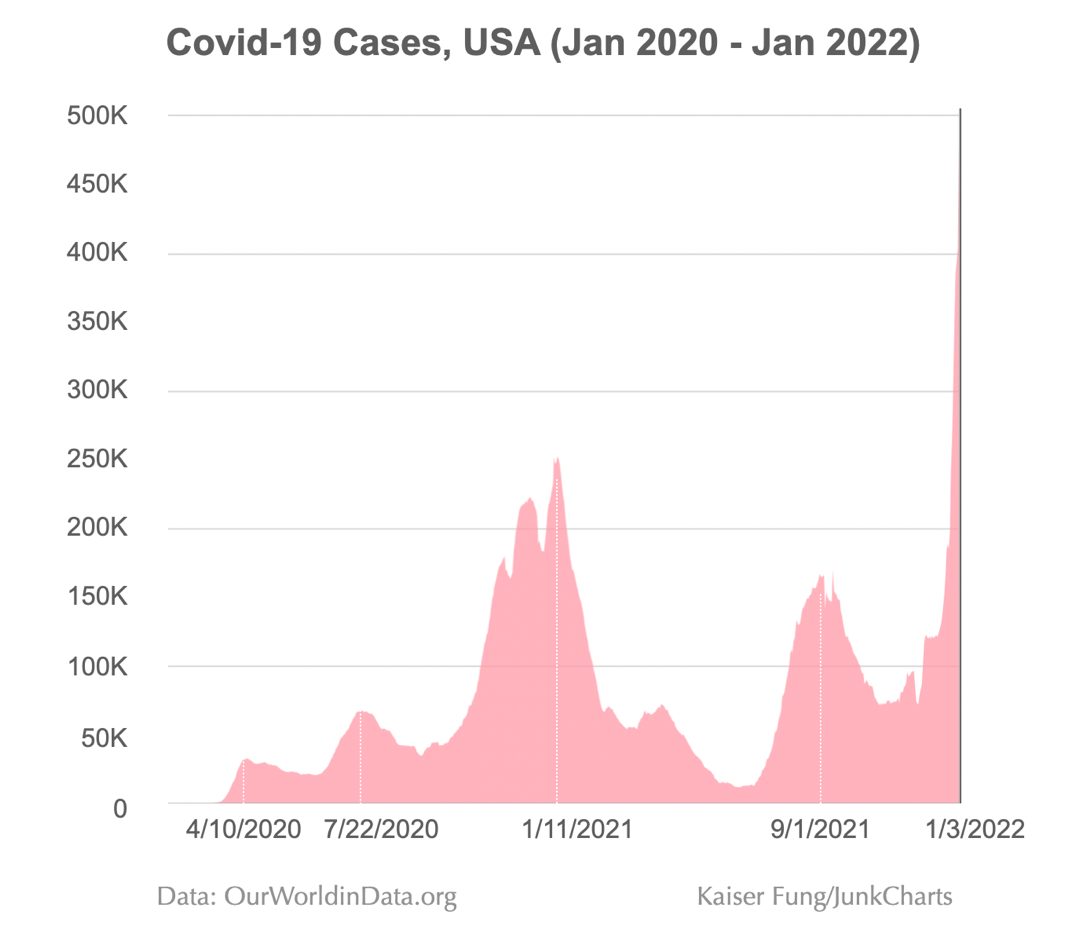 Covid-19 Cases, USA (Jan 2020 - Jan 2022)
500K
450K
400K
350K
300K
250K
200K
150K
100K
50K
0
4/10/2020 7/22/2020 1/11/2021 9/1/2021 1/3/2022
Data: OurWorldinData.org Kaiser Fung/JunkCharts